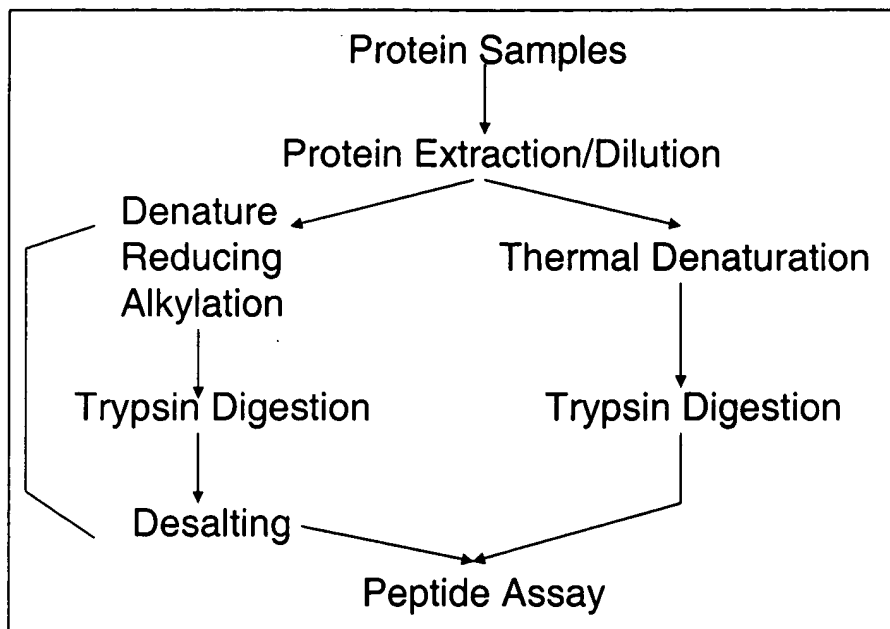 Protein Samples
Protein Extraction/Dilution
Denature
Reducing
Alkylation
Thermal Denaturation
Trypsin Digestion
Trypsin Digestion
Desalting
Peptide Assay